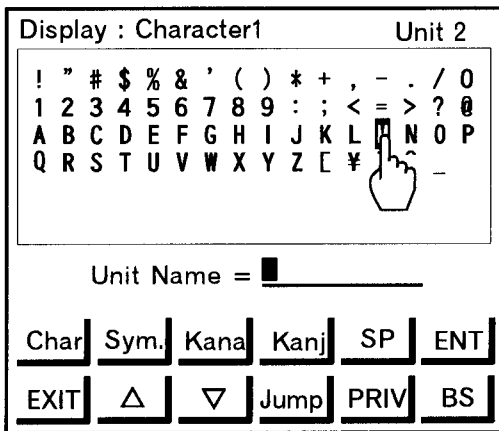 Display : Character1 Unit 2
! " # $ % & ' ( ) * + , - . / 0
1 2 3 4 5 6 7 8 9 : ; < = > ? @
A B C D E F G H I J K L M N O P
Q R S T U V W X Y Z [ ¥ ^ _
Unit Name =
Char Sym. Kana Kanj SP ENT
EXIT △ ▽ Jump PRIV BS